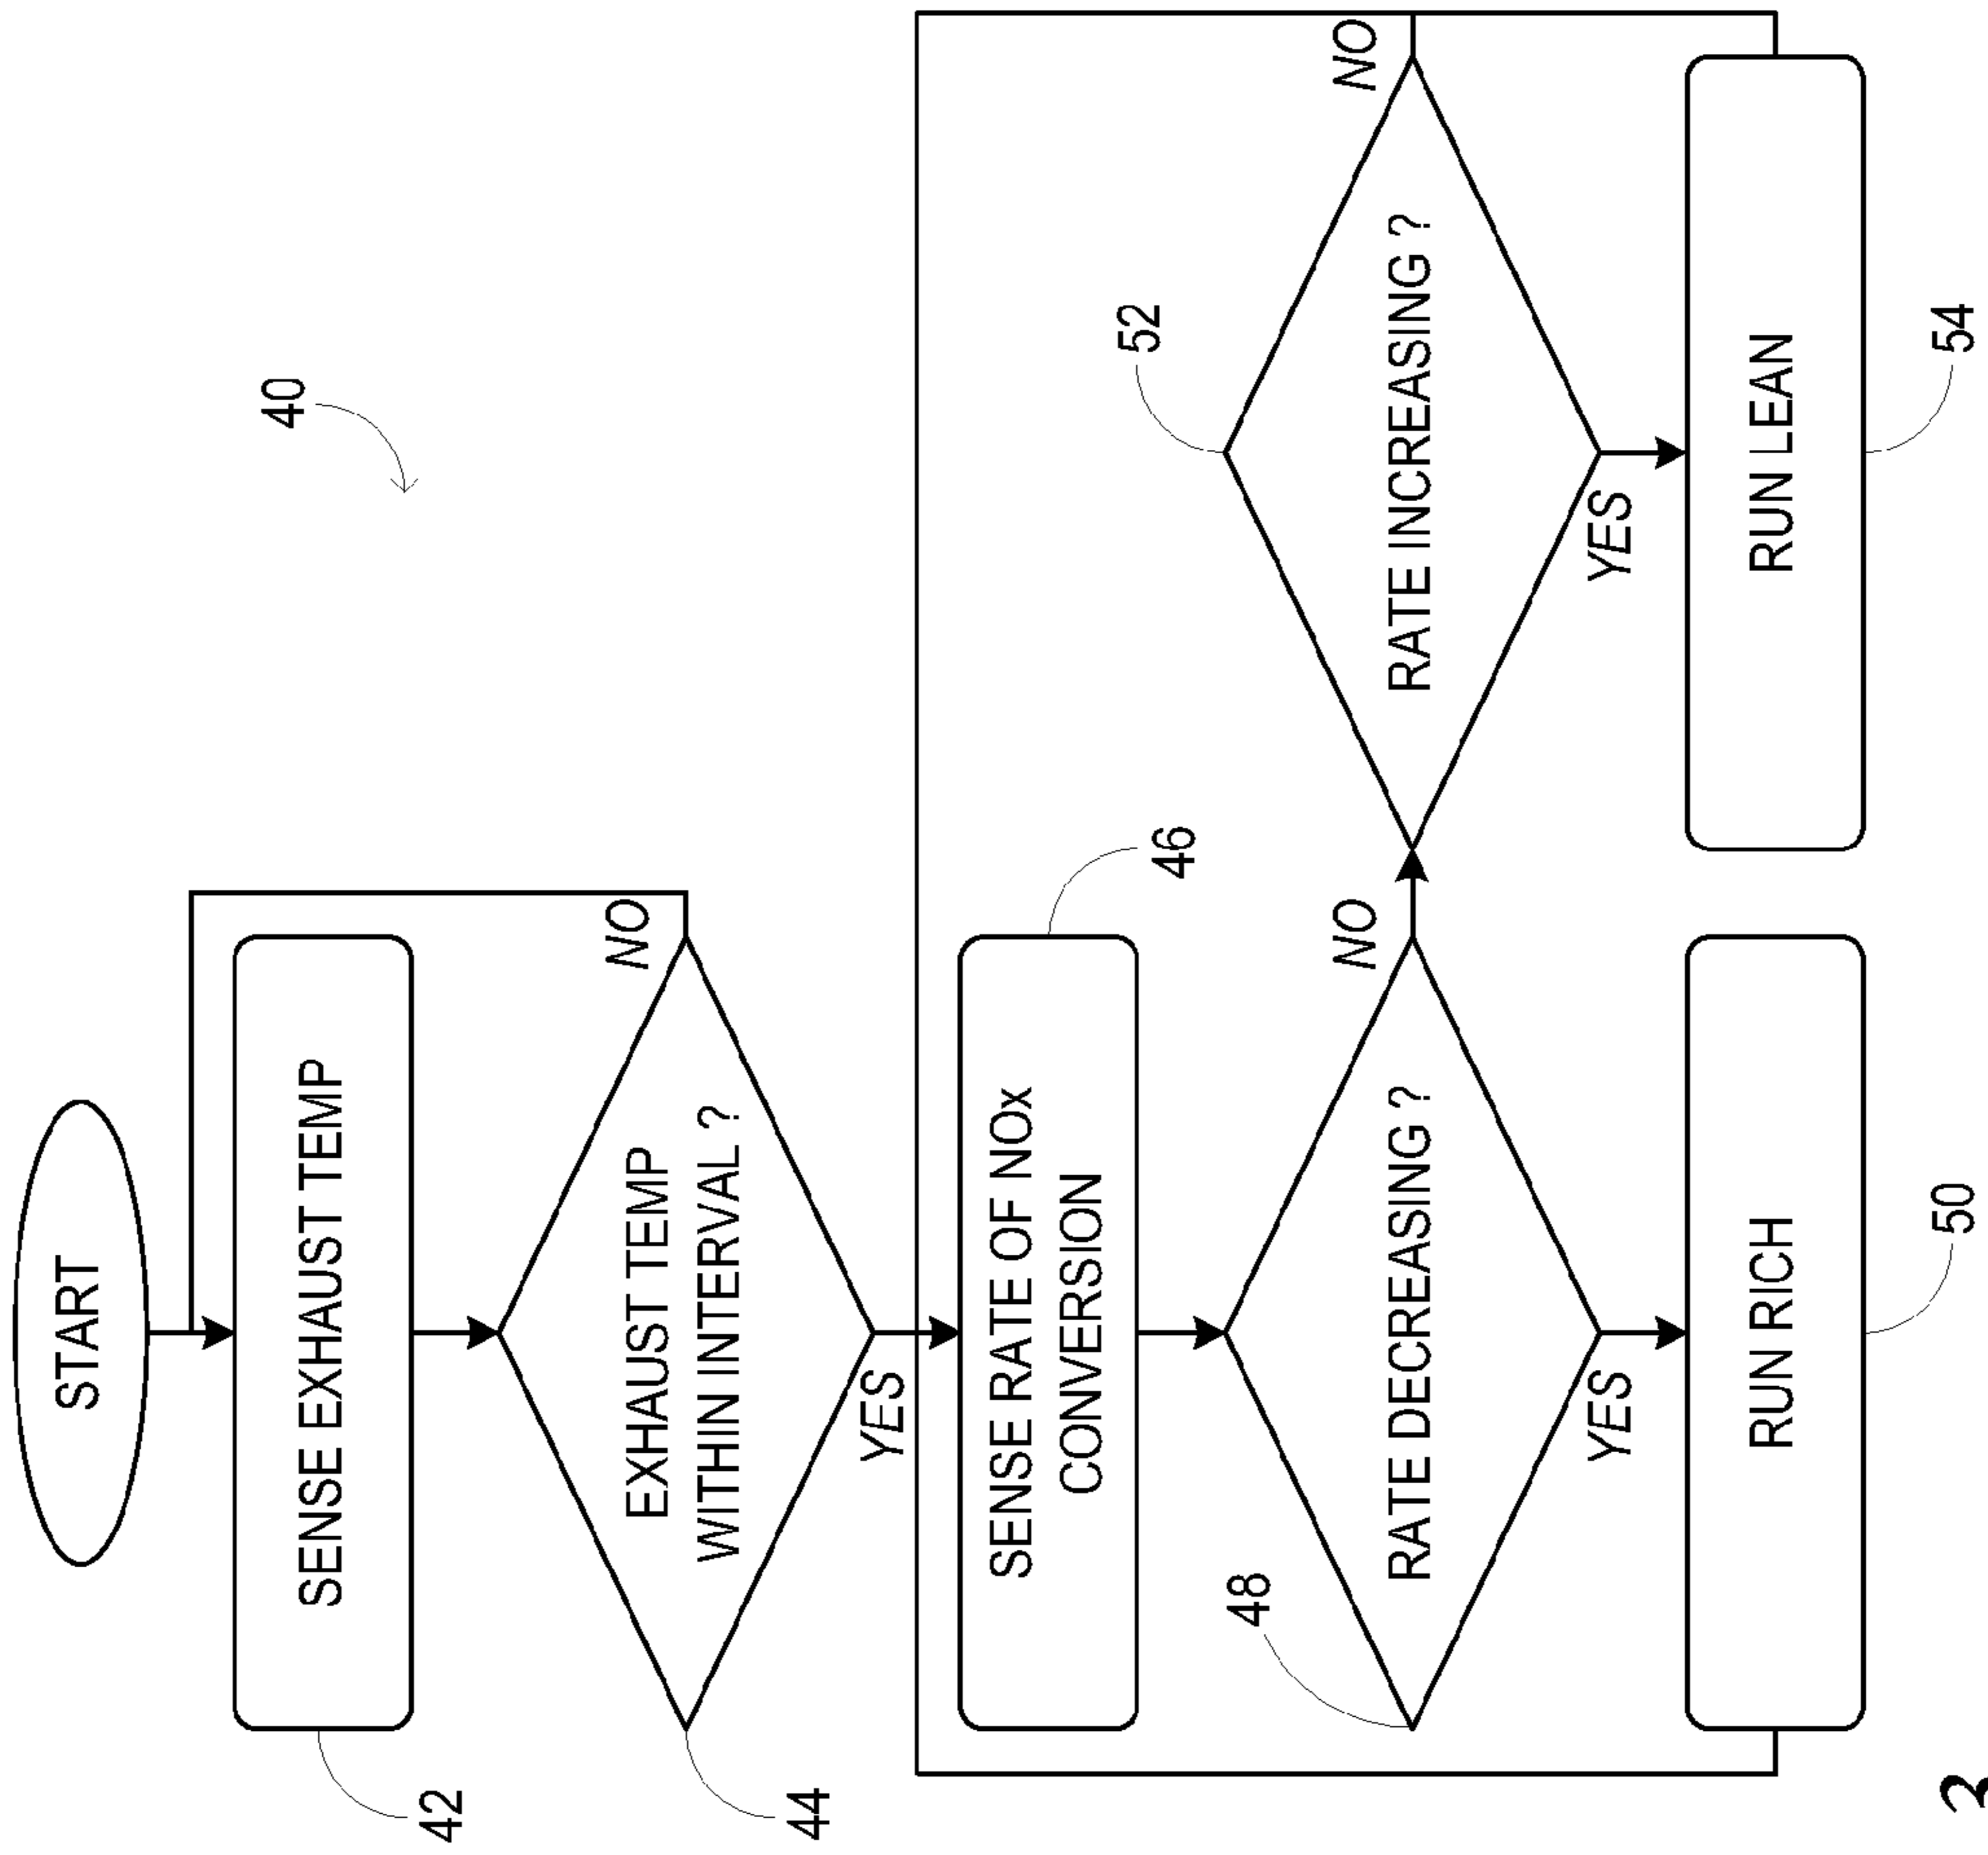 40
START
SENSE EXHAUST TEMP
42
EXHAUST TEMP
WITHIN INTERVAL ?
44
NO
YES
SENSE RATE OF NOx
CONVERSION
46
RATE DECREASING ?
48
NO
YES
RATE INCREASING ?
52
NO
YES
RUN RICH
50
RUN LEAN
54